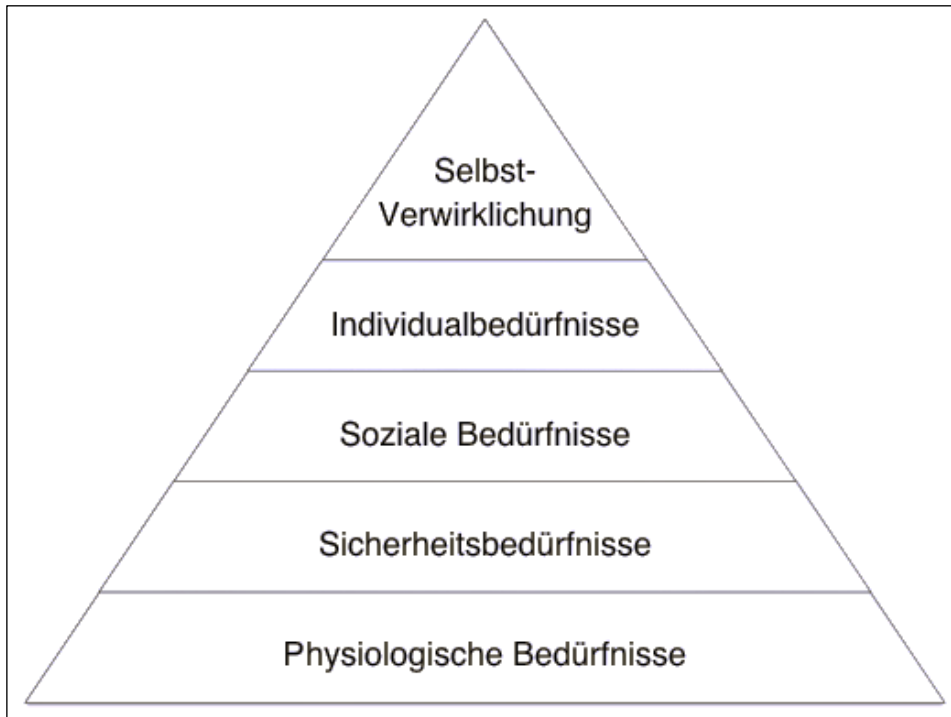 Selbst-
Verwirklichung
Individualbedürfnisse
Soziale Bedürfnisse
Sicherheitsbedürfnisse
Physiologische Bedürfnisse